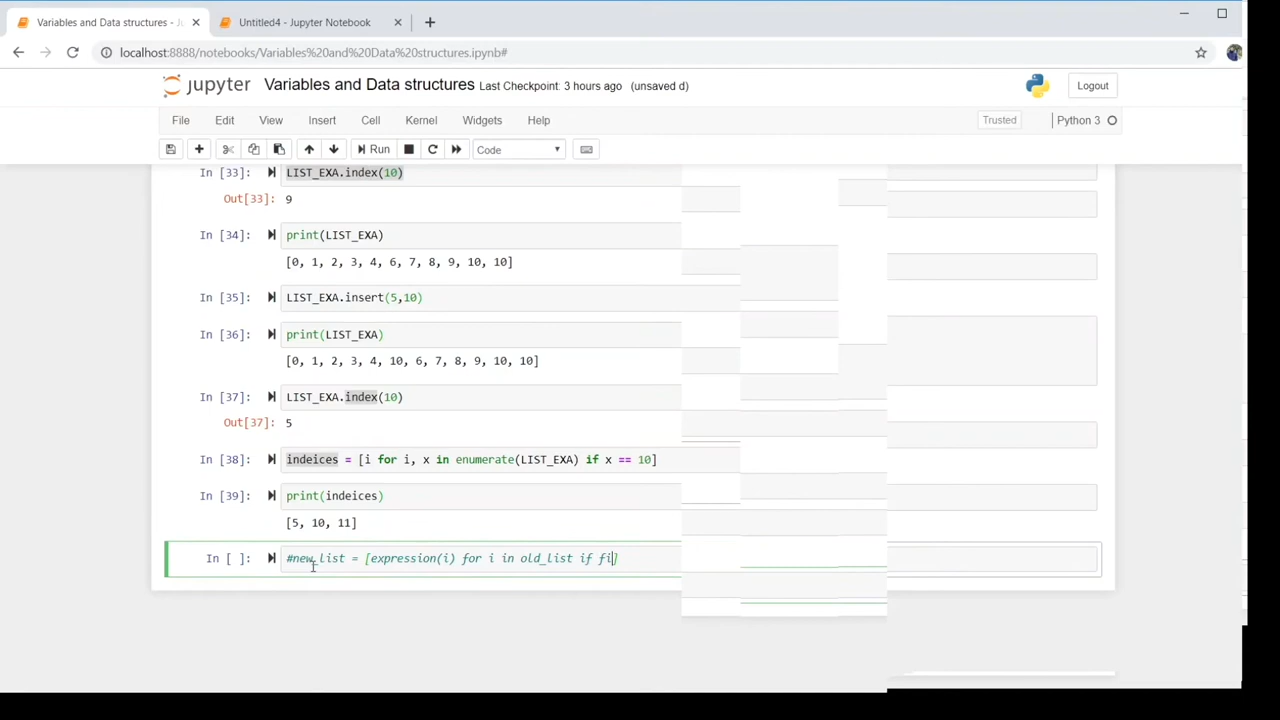 Variables and Data structures - Ju
Untitled4 - Jupyter Notebook
localhost:8888/notebooks/Variables%20and%20Data%20structures.ipynb#
jupyter Variables and Data structures Last Checkpoint: 3 hours ago (unsaved d)
Logout
File Edit View Insert Cell Kernel Widgets Help
Trusted Python 3
Run Code
In [33]: LIST_EXA.index(10)
Out[33]: 9
In [34]: print(LIST_EXA)
[0, 1, 2, 3, 4, 6, 7, 8, 9, 10, 10]
In [35]: LIST_EXA.insert(5,10)
In [36]: print(LIST_EXA)
[0, 1, 2, 3, 4, 10, 6, 7, 8, 9, 10, 10]
In [37]: LIST_EXA.index(10)
Out[37]: 5
In [38]: indeices = [i for i, x in enumerate(LIST_EXA) if x == 10]
In [39]: print(indeices)
[5, 10, 11]
In [ ]: #new_list = [expression(i) for i in old_list if fi]